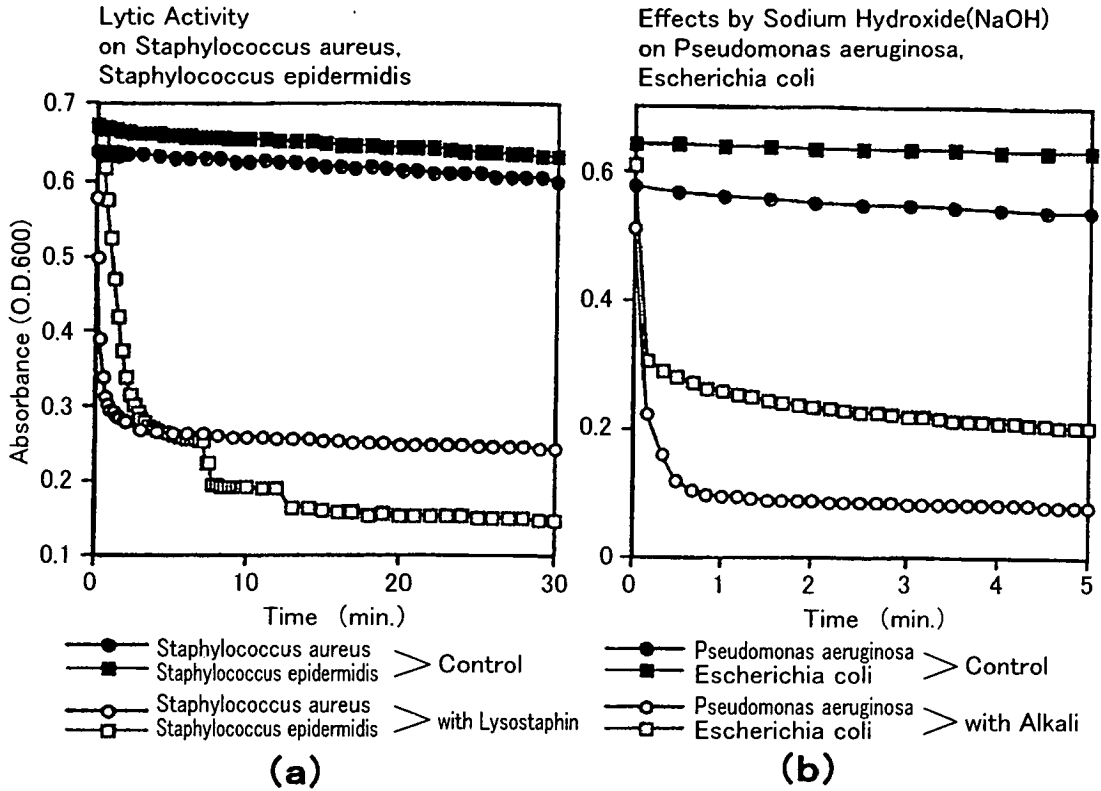 Lytic Activity
on Staphylococcus aureus,
Staphylococcus epidermidis
0.7
0.6
0.5
0.4
0.3
0.2
0.1
Absorbance (O.D.600)
0
10
20
30
Time (min.)
Staphylococcus aureus
Staphylococcus epidermidis
Control
Staphylococcus aureus
Staphylococcus epidermidis
with Lysostaphin
(a)
Effects by Sodium Hydroxide(NaOH)
on Pseudomonas aeruginosa,
Escherichia coli
0.6
0.4
0.2
0
0
1
2
3
4
5
Time (min.)
Pseudomonas aeruginosa
Escherichia coli
Control
Pseudomonas aeruginosa
Escherichia coli
with Alkali
(b)